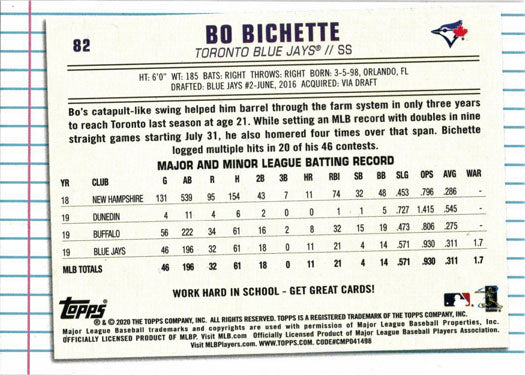 82
BO BICHETTE
TORONTO BLUE JAYS® // SS
HT: 6'0" WT: 185 BATS: RIGHT THROWS: RIGHT BORN: 3-5-98, ORLANDO, FL
DRAFTED: BLUE JAYS #2-JUNE, 2016 ACQUIRED: VIA DRAFT
Bo's catapult-like swing helped him barrel through the farm system in only three years
to reach Toronto last season at age 21. While setting an MLB record with doubles in nine
straight games starting July 31, he also homered four times over that span. Bichette
logged multiple hits in 20 of his 46 contests.
MAJOR AND MINOR LEAGUE BATTING RECORD
YR CLUB G AB R H 2B 3B HR RBI SB BB SLG OPS AVG WAR
18 NEW HAMPSHIRE 131 539 95 154 43 7 11 74 32 48 .453 .796 .286 -
19 DUNEDIN 4 11 4 6 2 0 0 1 1 5 .727 1.415 .545 -
19 BUFFALO 56 222 34 61 16 2 8 32 15 19 .473 .806 .275 -
19 BLUE JAYS 46 196 32 61 18 0 11 21 4 14 .571 .930 .311 1.7
MLB TOTALS 46 196 32 61 18 0 11 21 4 14 .571 .930 .311 1.7
WORK HARD IN SCHOOL - GET GREAT CARDS!
Topps
® & © 2020 THE TOPPS COMPANY, INC. ALL RIGHTS RESERVED. TOPPS IS A REGISTERED TRADEMARK OF THE TOPPS COMPANY, INC.
Major League Baseball trademarks and copyrights are used with permission of Major League Baseball Properties, Inc.
OFFICIALLY LICENSED PRODUCT OF MLBP. Visit MLB.com Officially Licensed Product of Major League Baseball Players Association.
Visit MLBPlayers.com. WWW.TOPPS.COM. CODE#CMP041498